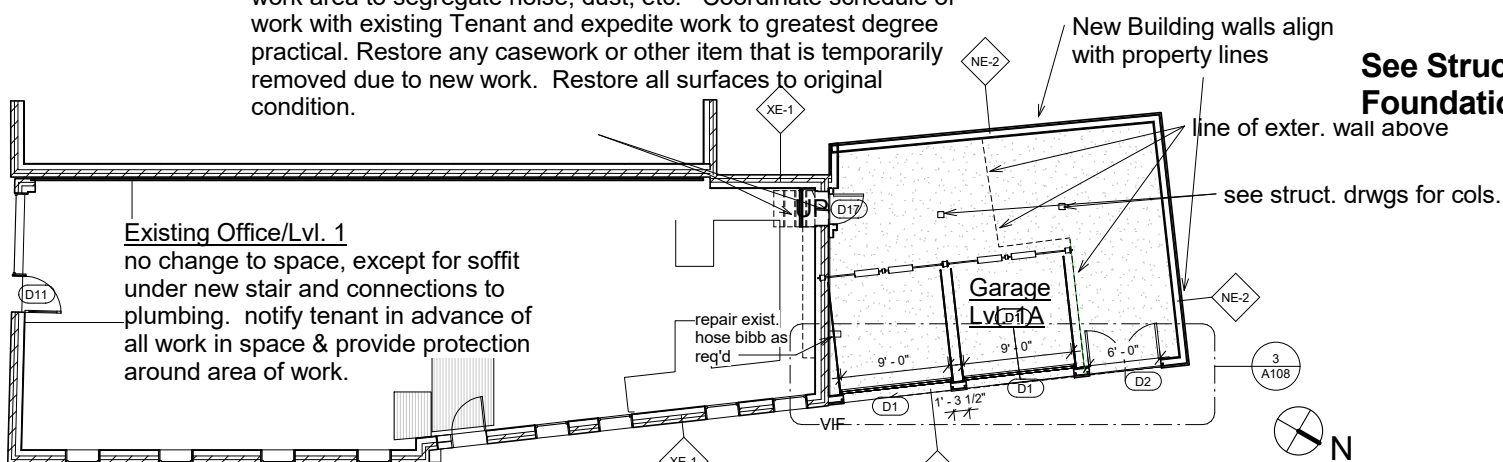 work area to segregate noise, dust, etc. Coordinate schedule of
work with existing Tenant and expedite work to greatest degree
practical. Restore any casework or other item that is temporarily
removed due to new work. Restore all surfaces to original
condition.
New Building walls align
with property lines
See Struc
Foundatio
NE-2
XE-1
line of exter. wall above
see struct. drwgs for cols.
UP
D17
Existing Office/Lvl. 1
no change to space, except for soffit
under new stair and connections to
plumbing. notify tenant in advance of
all work in space & provide protection
around area of work.
D11
repair exist.
hose bibb as
req'd
Garage
Lvl. 1A
D1
NE-2
9' - 0"
9' - 0"
6' - 0"
3
A108
D1
D1
D2
1' - 3 1/2"
VIF
N
XE-1